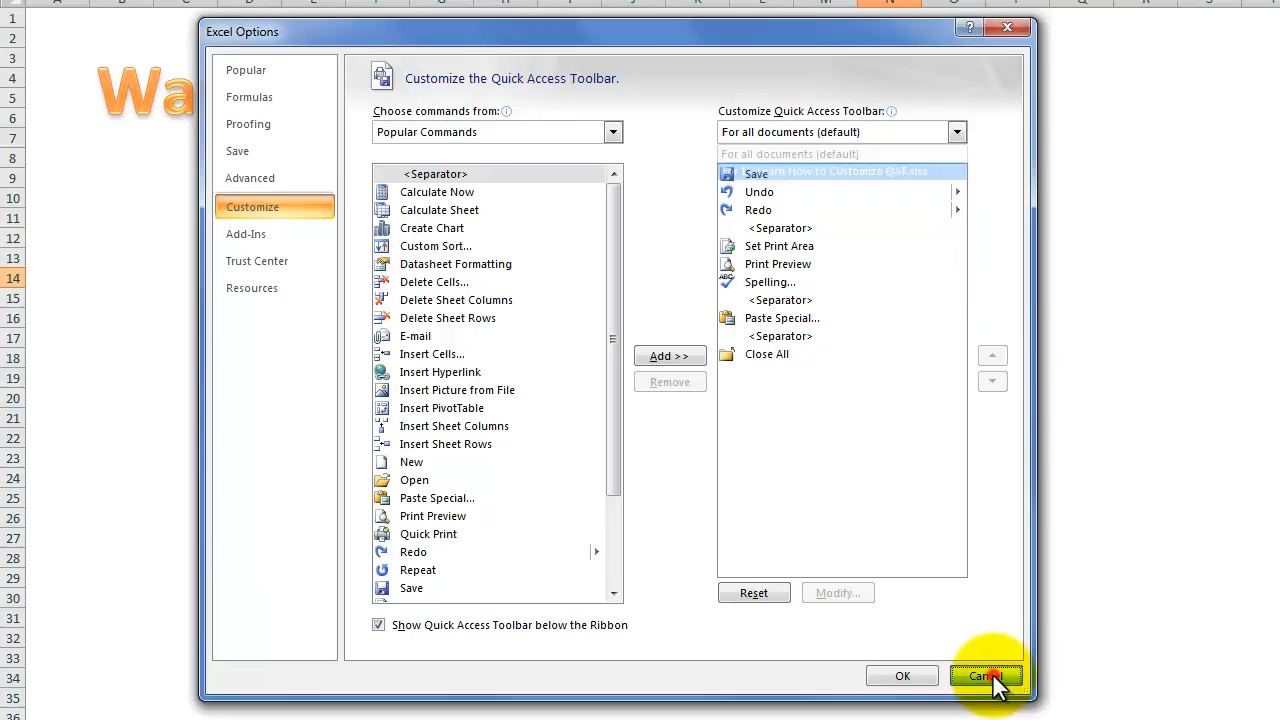 A B C D E F G H I J K L M N O P Q R S T
Excel Options
1
2
3
4
5
6
7
8
9
10
11
12
13
14
15
16
17
18
19
20
21
22
23
24
25
26
27
28
29
30
31
32
33
34
35
36
Wa
Popular
Formulas
Proofing
Save
Advanced
Customize
Add-Ins
Trust Center
Resources
Customize the Quick Access Toolbar.
Choose commands from:
Popular Commands
<Separator>
Calculate Now
Calculate Sheet
Create Chart
Custom Sort...
Datasheet Formatting
Delete Cells...
Delete Sheet Columns
Delete Sheet Rows
E-mail
Insert Cells...
Insert Hyperlink
Insert Picture from File
Insert PivotTable
Insert Sheet Columns
Insert Sheet Rows
New
Open
Paste Special...
Print Preview
Quick Print
Redo
Repeat
Save
Show Quick Access Toolbar below the Ribbon
Add >>
Remove
Customize Quick Access Toolbar:
For all documents (default)
For all documents (default)
How to Customize QAT.xlsx
Save
Undo
Redo
<Separator>
Set Print Area
Print Preview
Spelling...
<Separator>
Paste Special...
<Separator>
Close All
Reset
Modify...
OK